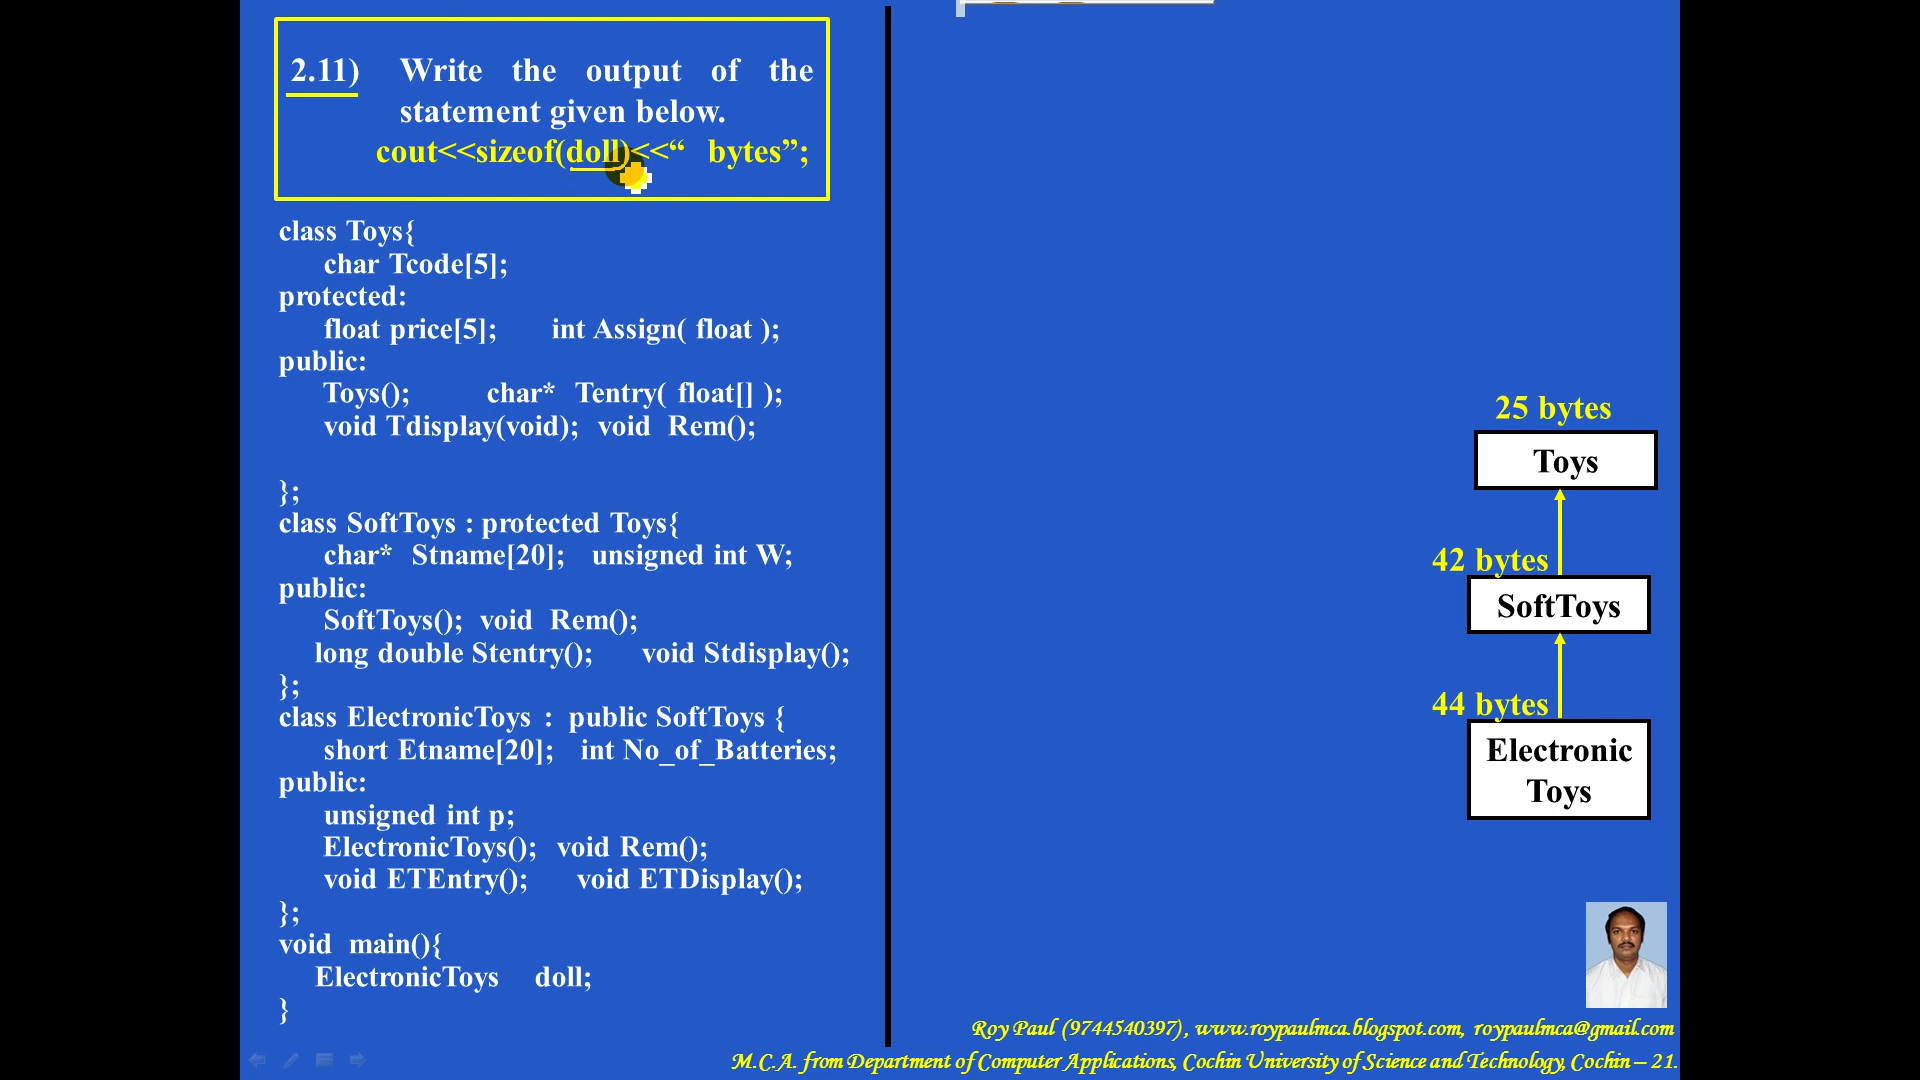 2.11) Write the output of the
statement given below.
cout<<sizeof(doll)<<“ bytes”;
class Toys{
char Tcode[5];
protected:
float price[5]; int Assign( float );
public:
Toys(); char* Tentry( float[] );
void Tdisplay(void); void Rem();
};
class SoftToys : protected Toys{
char* Stname[20]; unsigned int W;
public:
SoftToys(); void Rem();
long double Stentry(); void Stdisplay();
};
class ElectronicToys : public SoftToys {
short Etname[20]; int No_of_Batteries;
public:
unsigned int p;
ElectronicToys(); void Rem();
void ETEntry(); void ETDisplay();
};
void main(){
ElectronicToys doll;
}
25 bytes
Toys
42 bytes
SoftToys
44 bytes
Electronic
Toys
Roy Paul (9744540397), www.roypaulmca.blogspot.com, roypaulmca@gmail.com
M.C.A. from Department of Computer Applications, Cochin University of Science and Technology, Cochin – 21.